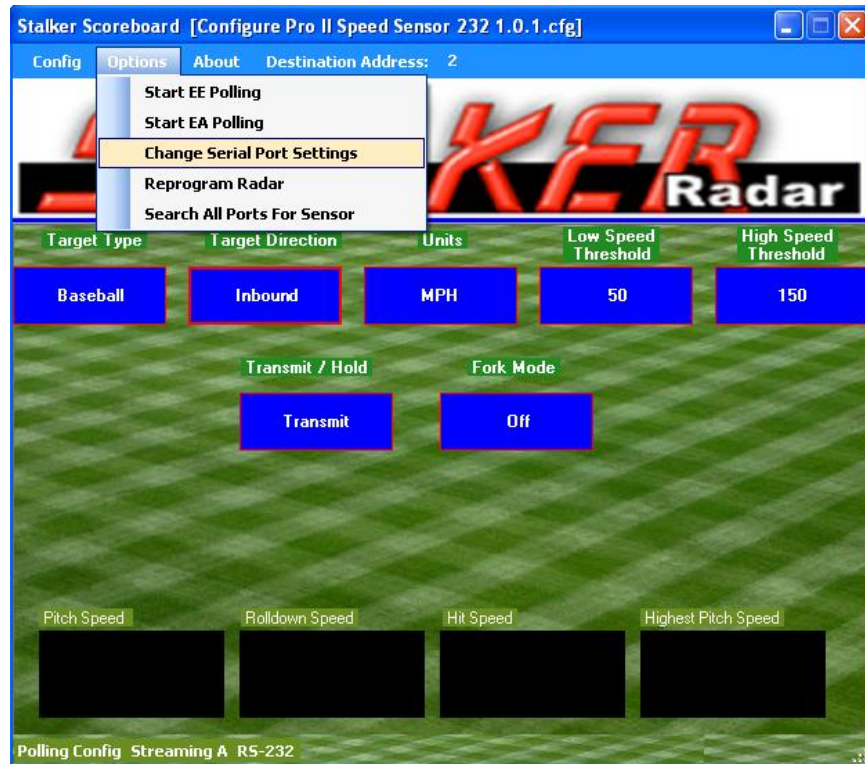 Stalker Scoreboard [Configure Pro II Speed Sensor 232 1.0.1.cfg]
Config Options About Destination Address: 2
Start EE Polling
Start EA Polling
Change Serial Port Settings
Reprogram Radar
Search All Ports For Sensor
Radar
Target Type Target Direction Units Low Speed Threshold High Speed Threshold
Baseball Inbound MPH 50 150
Transmit / Hold Fork Mode
Transmit Off
Pitch Speed Rolldown Speed Hit Speed Highest Pitch Speed
Polling Config Streaming A RS-232